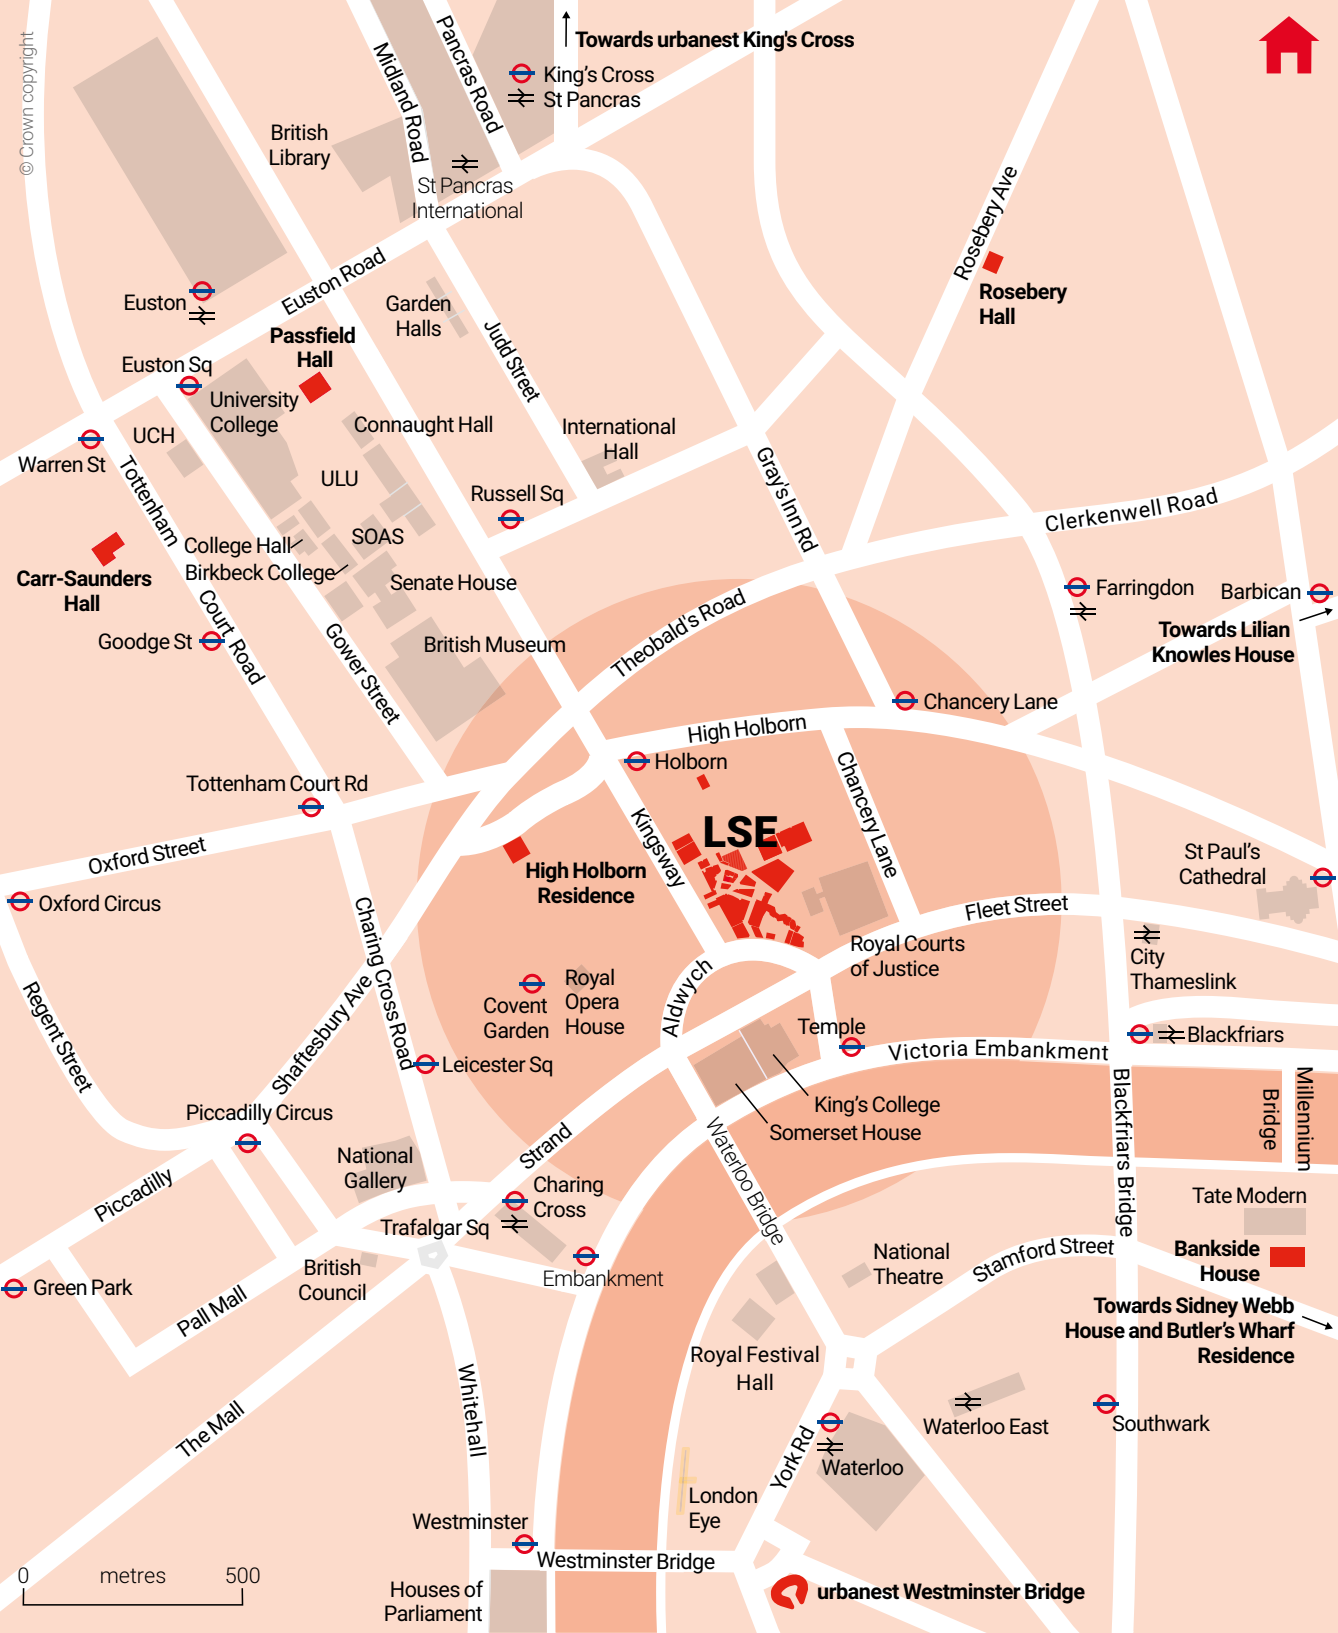 © Crown copyright
Midland Road
Pancras Road
Towards urbanest King's Cross
King's Cross
St Pancras
British
Library
St Pancras
International
Rosebery Ave
Rosebery
Hall
Euston
Euston Road
Garden
Halls
Passfield
Hall
Judd Street
Euston Sq
University
College
Connaught Hall
International
Hall
UCH
Warren St
Tottenham
Court Road
ULU
Russell Sq
Gray's Inn Rd
Clerkenwell Road
SOAS
College Hall
Birkbeck College
Senate House
Carr-Saunders
Hall
Goodge St
Gower Street
British Museum
Theobald's Road
Farringdon
Barbican
Towards Lilian
Knowles House
Chancery Lane
High Holborn
Holborn
Chancery Lane
Tottenham Court Rd
Kingsway
LSE
Oxford Street
Oxford Circus
High Holborn
Residence
St Paul's
Cathedral
Charing Cross Road
Fleet Street
Royal Courts
of Justice
City
Thameslink
Regent Street
Shaftesbury Ave
Covent
Garden
Royal
Opera
House
Aldwych
Temple
Blackfriars
Victoria Embankment
Leicester Sq
King's College
Somerset House
Piccadilly Circus
Blackfriars Bridge
Millennium
Bridge
Waterloo Bridge
Strand
National
Gallery
Piccadilly
Charing
Cross
Trafalgar Sq
Tate Modern
Bankside
House
Stamford Street
National
Theatre
British
Council
Embankment
Green Park
Pall Mall
Towards Sidney Webb
House and Butler's Wharf
Residence
Royal Festival
Hall
Whitehall
The Mall
Waterloo East
Southwark
York Rd
Waterloo
London
Eye
Westminster
Westminster Bridge
0 metres 500
Houses of
Parliament
urbanest Westminster Bridge